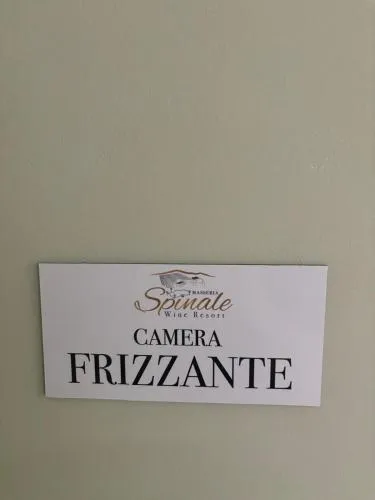 MASSERIA
Spinale
Wine Resort
CAMERA
FRIZZANTE